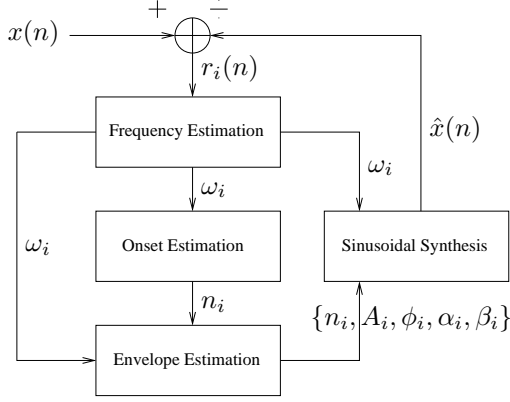 + ÷
x(n)
r_i(n)
Frequency Estimation
x̂(n)
ω_i
ω_i
ω_i
Onset Estimation
Sinusoidal Synthesis
n_i
{n_i, A_i, ϕ_i, α_i, β_i}
Envelope Estimation